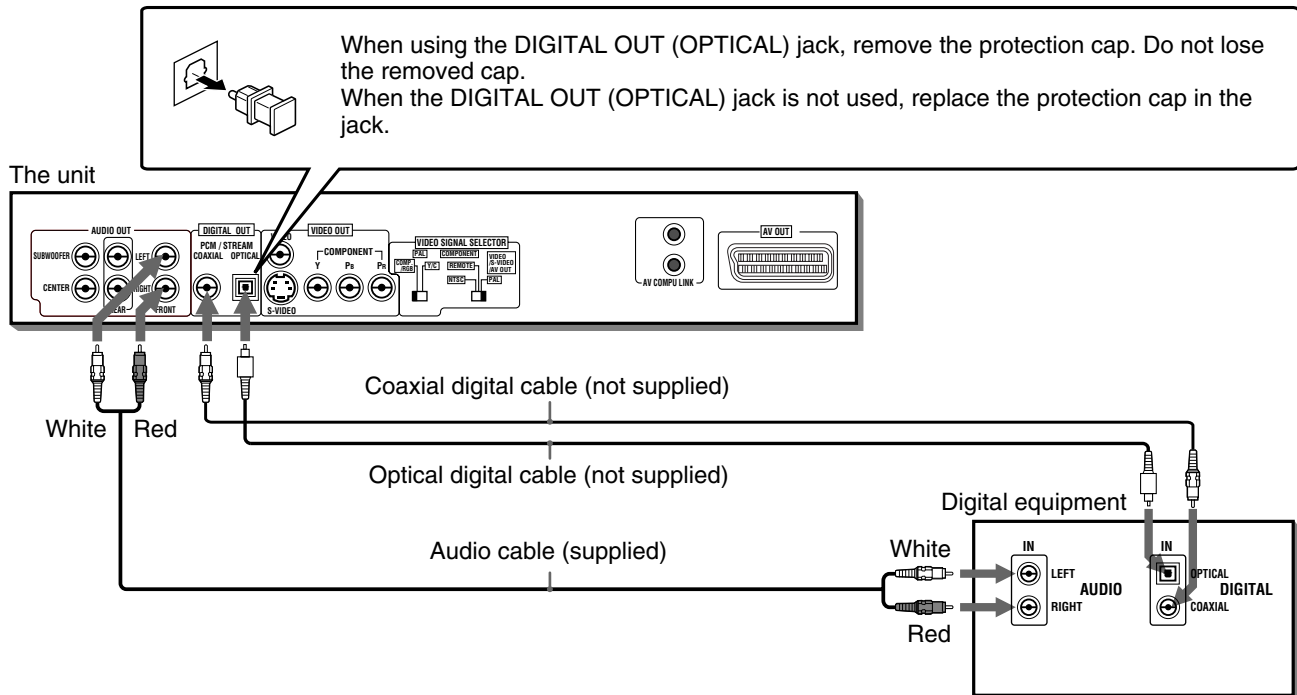 When using the DIGITAL OUT (OPTICAL) jack, remove the protection cap. Do not lose
the removed cap.
When the DIGITAL OUT (OPTICAL) jack is not used, replace the protection cap in the
jack.
The unit
AUDIO OUT
SUBWOOFER
LEFT
CENTER
RIGHT
FRONT
DIGITAL OUT
PCM / STREAM
COAXIAL OPTICAL
VIDEO OUT
COMPONENT
Y PB PR
S-VIDEO
VIDEO SIGNAL SELECTOR
PAL
COMP.
/RGB
Y/C
COMPONENT
REMOTE
NTSC
VIDEO
/S-VIDEO
/AV OUT
PAL
AV COMPU LINK
AV OUT
White Red
Coaxial digital cable (not supplied)
Optical digital cable (not supplied)
Audio cable (supplied)
Digital equipment
White
Red
IN
LEFT
AUDIO
RIGHT
IN
OPTICAL
DIGITAL
COAXIAL